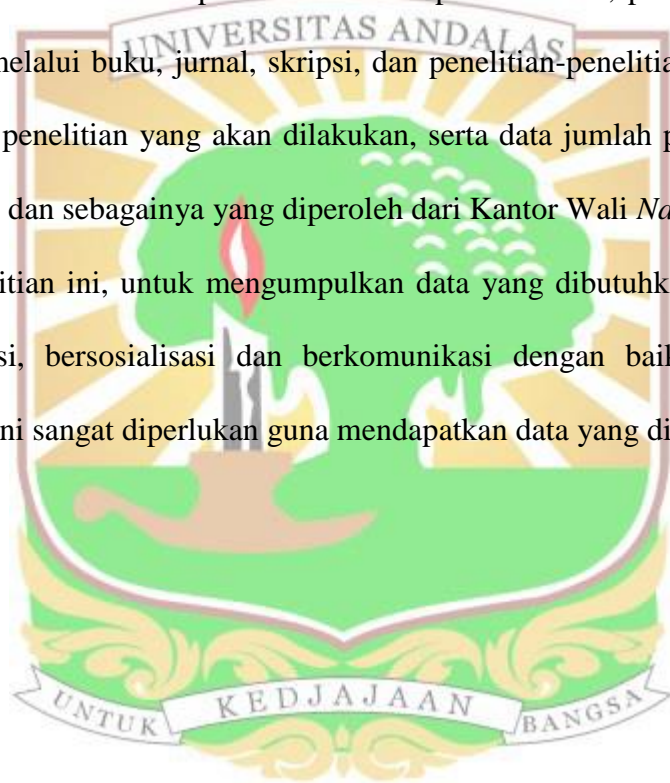 UNIVERSITAS ANDALAS
melalui buku, jurnal, skripsi, dan penelitian-penelitia
penelitian yang akan dilakukan, serta data jumlah p
dan sebagainya yang diperoleh dari Kantor Wali Na
itian ini, untuk mengumpulkan data yang dibutuhk
si, bersosialisasi dan berkomunikasi dengan baik
ni sangat diperlukan guna mendapatkan data yang di
UNTUK KEDJAJAAN BANGSA